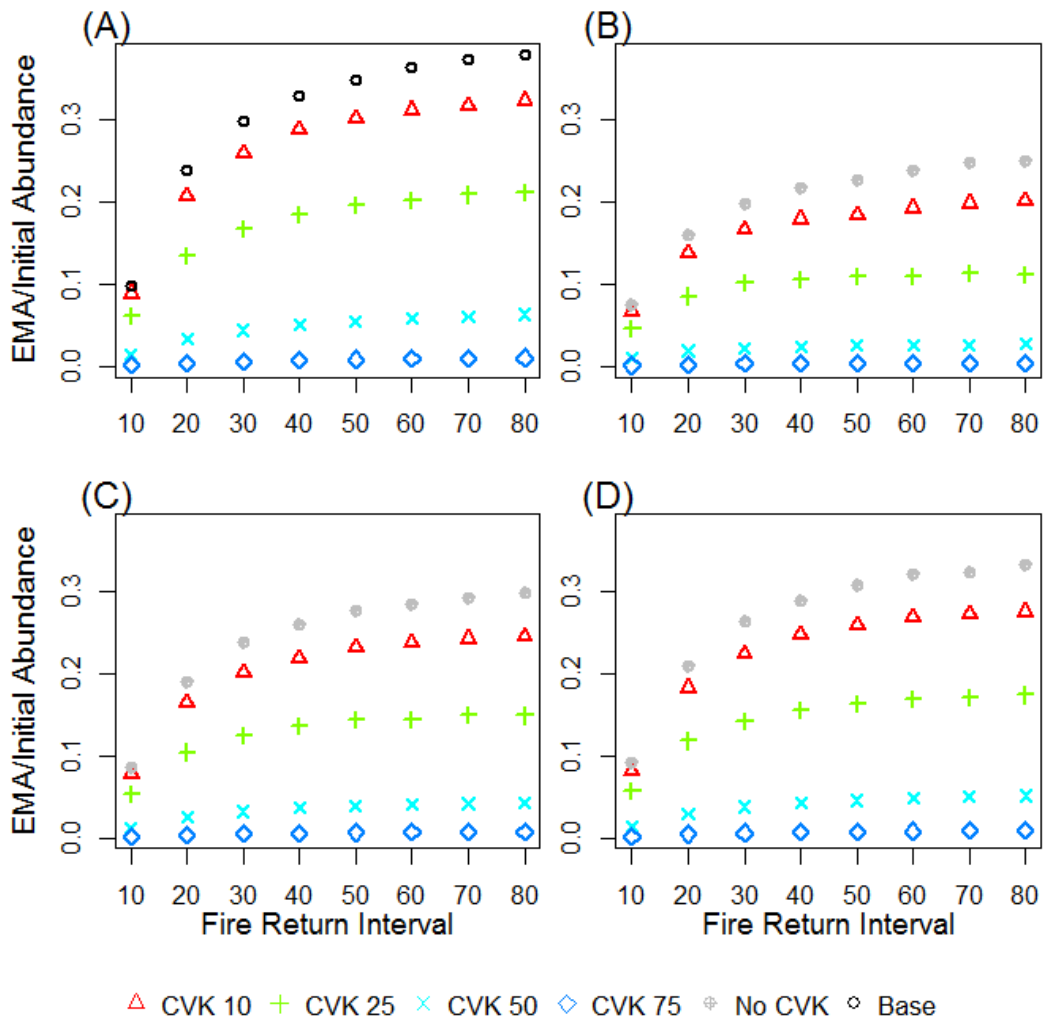 (A)
(B)
EMA/Initial Abundance
0.3
0.2
0.1
0.0
10 20 30 40 50 60 70 80
0.3
0.2
0.1
0.0
10 20 30 40 50 60 70 80
(C)
(D)
EMA/Initial Abundance
0.3
0.2
0.1
0.0
10 20 30 40 50 60 70 80
Fire Return Interval
0.3
0.2
0.1
0.0
10 20 30 40 50 60 70 80
Fire Return Interval
CVK 10 CVK 25 CVK 50 CVK 75 No CVK Base